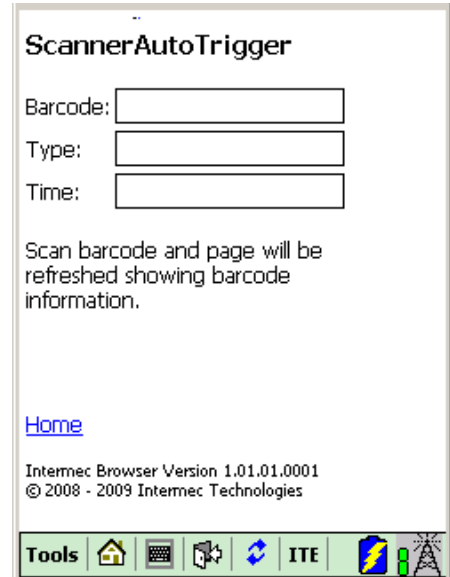 ScannerAutoTrigger
Barcode:
Type:
Time:
Scan barcode and page will be
refreshed showing barcode
information.
Home
Intermec Browser Version 1.01.01.0001
© 2008 - 2009 Intermec Technologies
Tools ITE